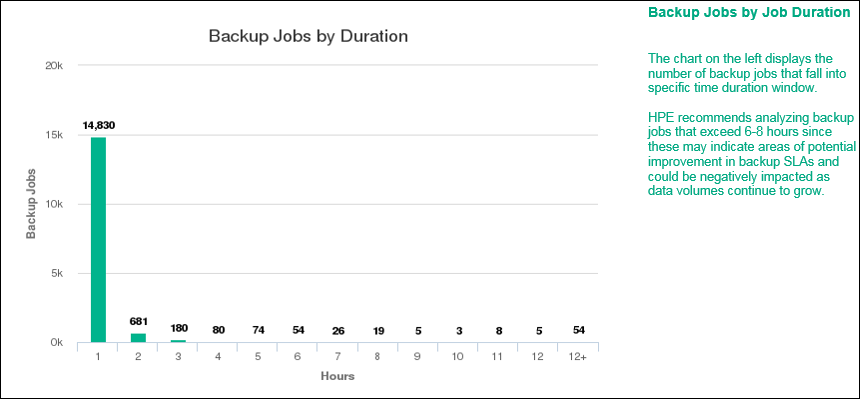 Backup Jobs by Job Duration
Backup Jobs by Duration
The chart on the left displays the
number of backup jobs that fall into
specific time duration window.
HPE recommends analyzing backup
jobs that exceed 6-8 hours since
these may indicate areas of potential
improvement in backup SLAs and
could be negatively impacted as
data volumes continue to grow.
20k
15k
10k
5k
0k
Backup Jobs
14,830
681
180
80
74
54
26
19
5
3
8
5
54
1 2 3 4 5 6 7 8 9 10 11 12 12+
Hours